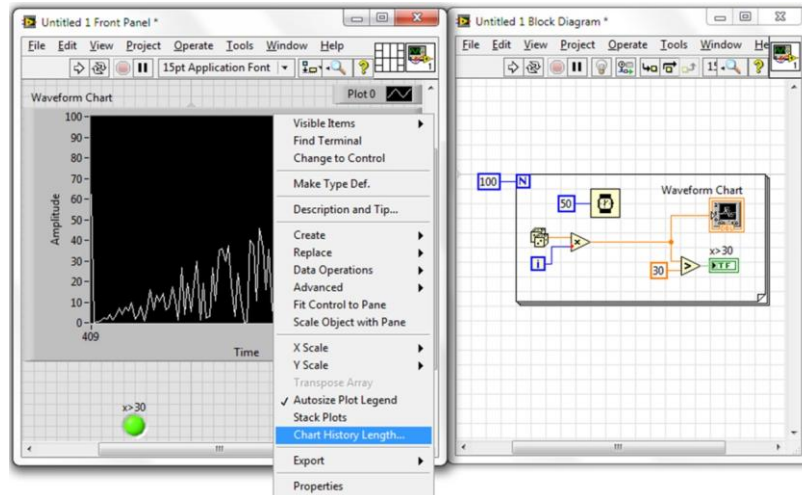 Untitled 1 Front Panel *
File Edit View Project Operate Tools Window Help
15pt Application Font
1
Waveform Chart
Plot 0
100
90
80
70
60
50
40
30
20
10
0
Amplitude
409
Time
x>30
Visible Items
Find Terminal
Change to Control
Make Type Def.
Description and Tip...
Create
Replace
Data Operations
Advanced
Fit Control to Pane
Scale Object with Pane
X Scale
Y Scale
Transpose Array
Autosize Plot Legend
Stack Plots
Chart History Length...
Export
Properties
Untitled 1 Block Diagram *
File Edit View Project Operate Tools Window He
1
100
N
50
Waveform Chart
i
x>30
30
>
TF